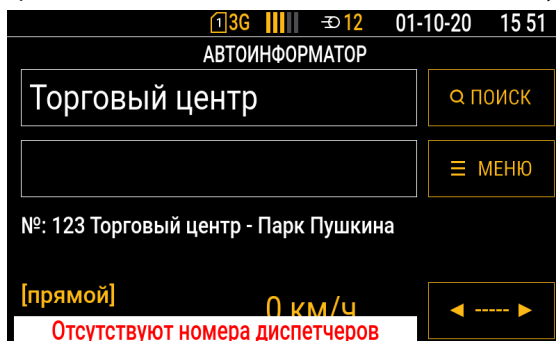 1 3G 12 01-10-20 15 51
АВТОИНФОРМАТОР
Торговый центр
ПОИСК
МЕНЮ
№: 123 Торговый центр - Парк Пушкина
[прямой]
0 км/ч
-----
Отсутствуют номера диспетчеров